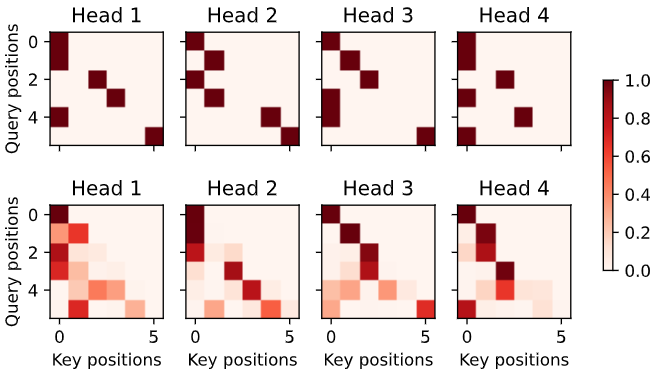 Head 1 Head 2 Head 3 Head 4
Query positions
0
2
4
1.0
0.8
0.6
0.4
0.2
0.0
Head 1 Head 2 Head 3 Head 4
Query positions
0
2
4
0 5 0 5 0 5 0 5
Key positions Key positions Key positions Key positions